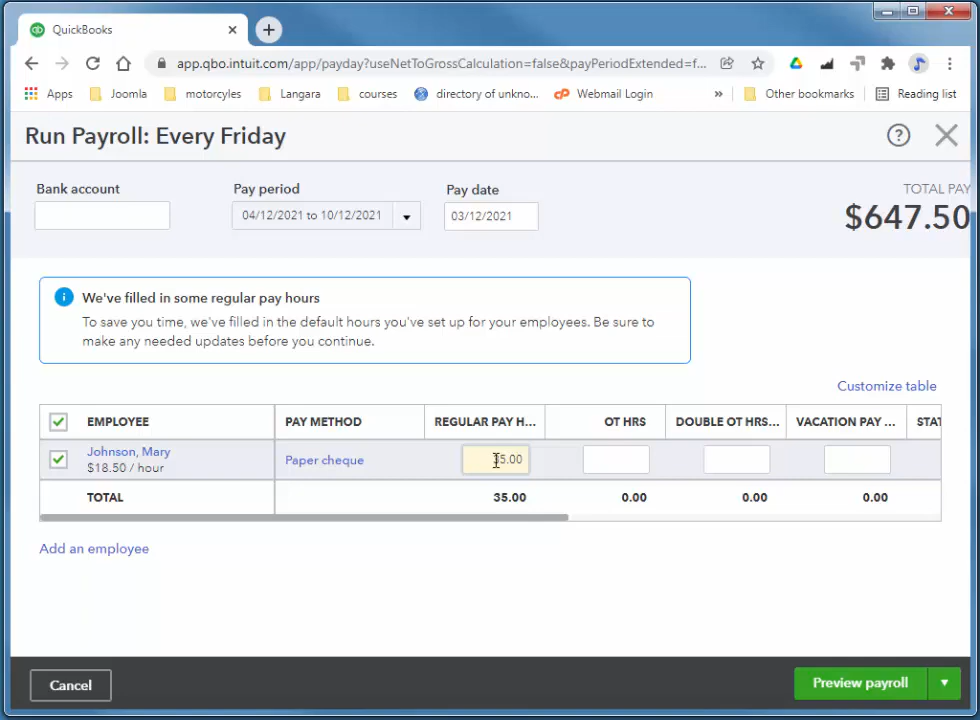 QuickBooks
app.qbo.intuit.com/app/payday?useNetToGrossCalculation=false&payPeriodExtended=f...
Apps Joomla motorcyles Langara courses directory of unkno... Webmail Login » Other bookmarks Reading list
Run Payroll: Every Friday
Bank account Pay period Pay date TOTAL PAY
04/12/2021 to 10/12/2021 03/12/2021 $647.50
We've filled in some regular pay hours
To save you time, we've filled in the default hours you've set up for your employees. Be sure to
make any needed updates before you continue.
Customize table
EMPLOYEE PAY METHOD REGULAR PAY H... OT HRS DOUBLE OT HRS... VACATION PAY ... STAT
Johnson, Mary Paper cheque 35.00
$18.50 / hour
TOTAL 35.00 0.00 0.00 0.00
Add an employee
Cancel Preview payroll